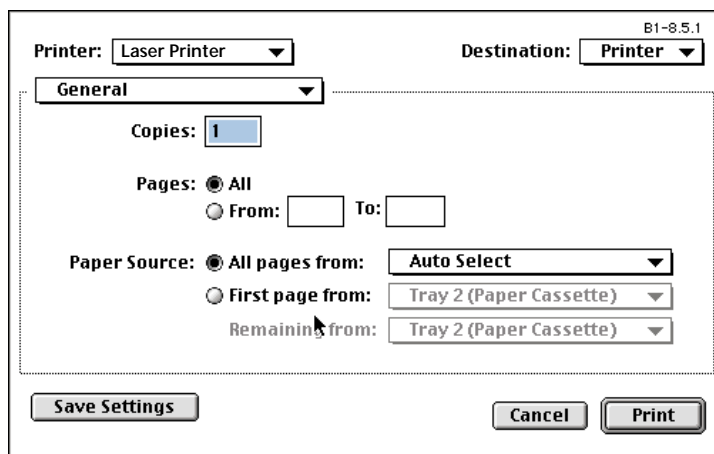 B1-8.5.1
Printer: Laser Printer Destination: Printer
General
Copies: 1
Pages: All
From: To:
Paper Source: All pages from: Auto Select
First page from: Tray 2 (Paper Cassette)
Remaining from: Tray 2 (Paper Cassette)
Save Settings Cancel Print